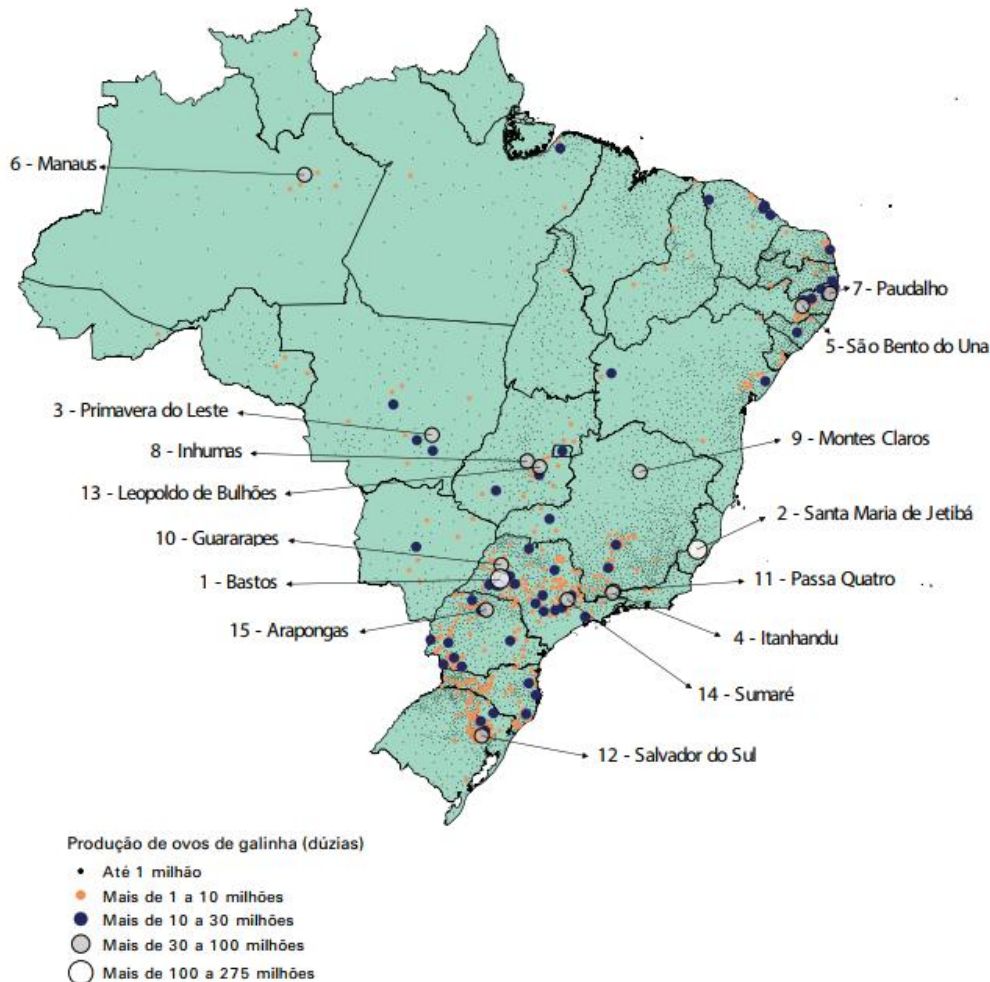 6 - Manaus
7 - Paudalho
5 - São Bento do Una
3 - Primavera do Leste
9 - Montes Claros
8 - Inhumas
13 - Leopoldo de Bulhões
2 - Santa Maria de Jetibá
10 - Guararapes
1 - Bastos
11 - Passa Quatro
15 - Arapongas
4 - Itanhandu
14 - Sumaré
12 - Salvador do Sul
Produção de ovos de galinha (dúzias)
Até 1 milhão
Mais de 1 a 10 milhões
Mais de 10 a 30 milhões
Mais de 30 a 100 milhões
Mais de 100 a 275 milhões